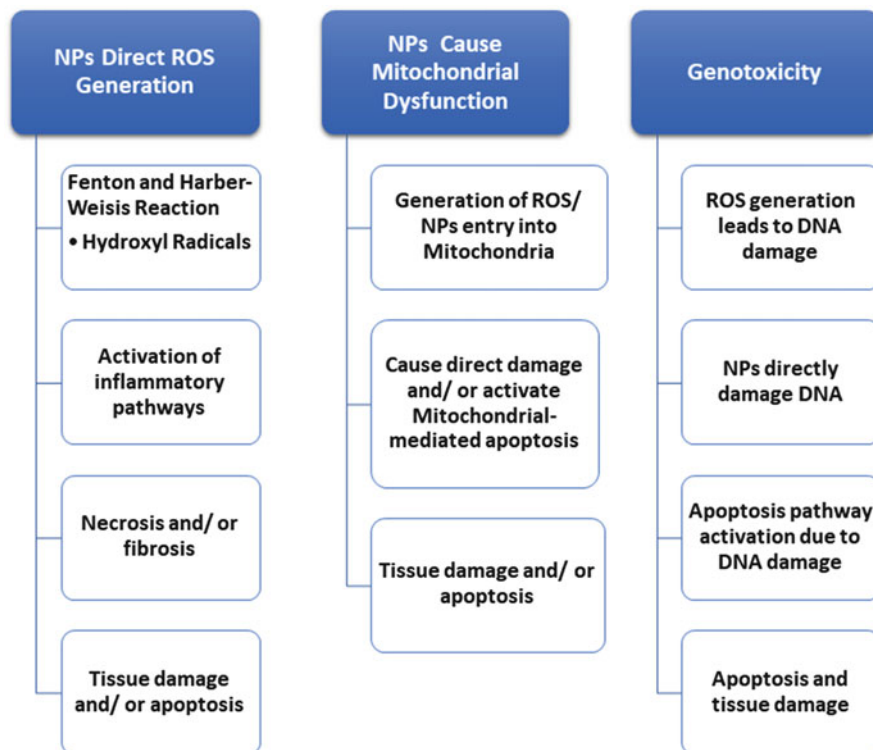 NPs Direct ROS
Generation
Fenton and Harber-
Weisis Reaction
• Hydroxyl Radicals
Activation of
inflammatory
pathways
Necrosis and/ or
fibrosis
Tissue damage
and/ or apoptosis
NPs Cause
Mitochondrial
Dysfunction
Generation of ROS/
NPs entry into
Mitochondria
Cause direct damage
and/ or activate
Mitochondrial-
mediated apoptosis
Tissue damage and/ or
apoptosis
Genotoxicity
ROS generation
leads to DNA
damage
NPs directly
damage DNA
Apoptosis pathway
activation due to
DNA damage
Apoptosis and
tissue damage